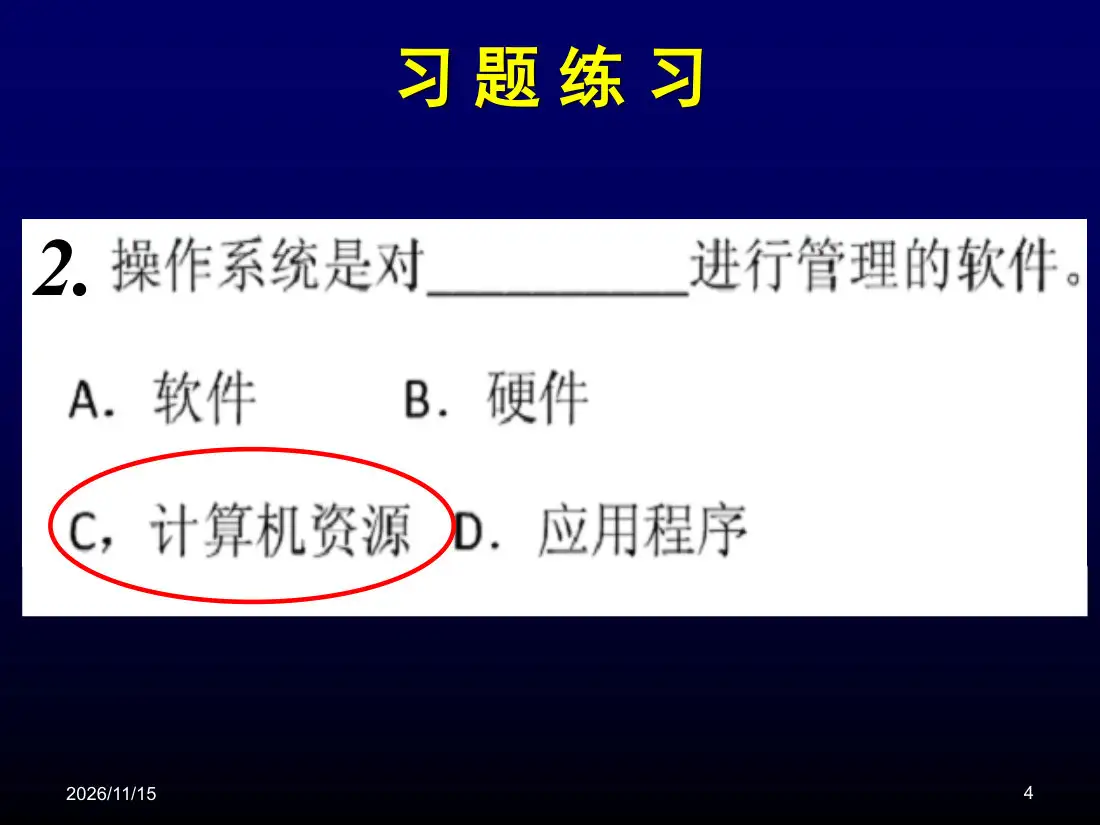 习 题 练 习
2. 操作系统是对__________进行管理的软件。
A. 软件 B. 硬件
C, 计算机资源 D. 应用程序
2026/11/15 4